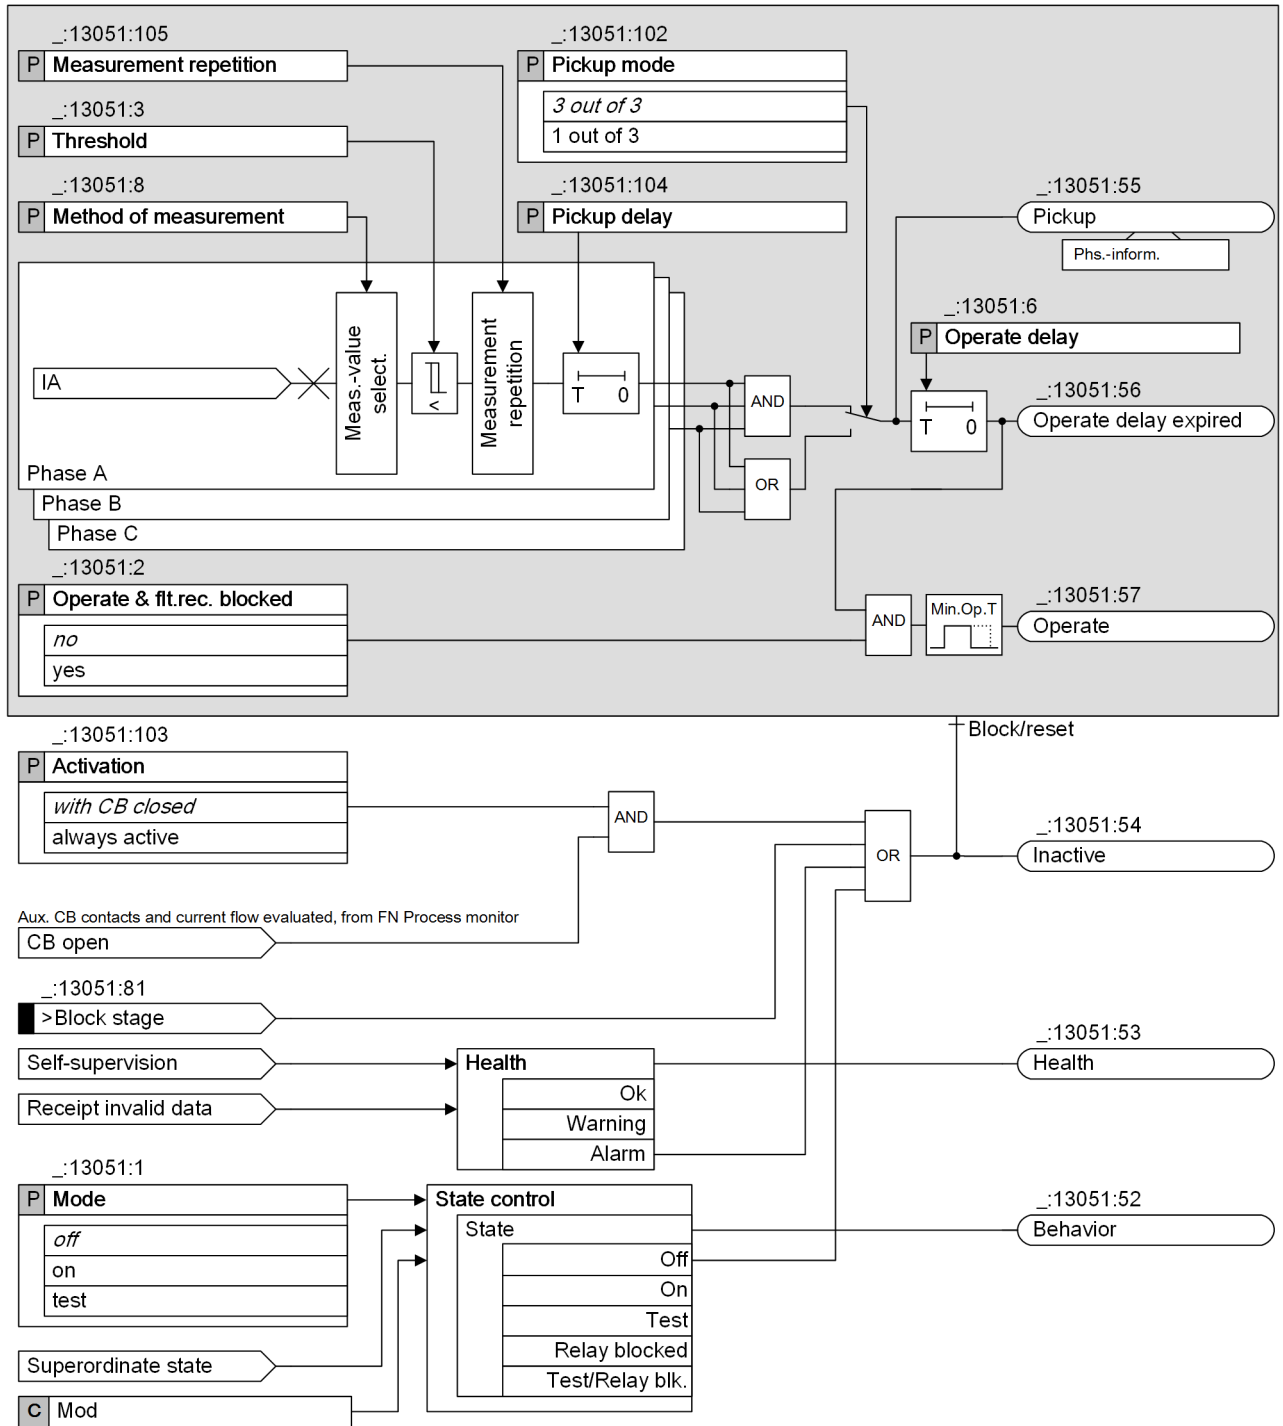 _:13051:105
P Measurement repetition
_:13051:3
P Threshold
_:13051:8
P Method of measurement
_:13051:102
P Pickup mode
3 out of 3
1 out of 3
_:13051:104
P Pickup delay
_:13051:55
Pickup
Phs.-inform.
_:13051:6
P Operate delay
IA
Meas.-value
select.
<
Measurement
repetition
T 0
AND
OR
T 0
_:13051:56
Operate delay expired
Phase A
Phase B
Phase C
_:13051:2
P Operate & flt.rec. blocked
no
yes
AND
Min.Op.T
_:13051:57
Operate
Block/reset
_:13051:103
P Activation
with CB closed
always active
AND
OR
_:13051:54
Inactive
Aux. CB contacts and current flow evaluated, from FN Process monitor
CB open
_:13051:81
>Block stage
Self-supervision
Receipt invalid data
Health
Ok
Warning
Alarm
_:13051:53
Health
_:13051:1
P Mode
off
on
test
Superordinate state
C Mod
State control
State
Off
On
Test
Relay blocked
Test/Relay blk.
_:13051:52
Behavior